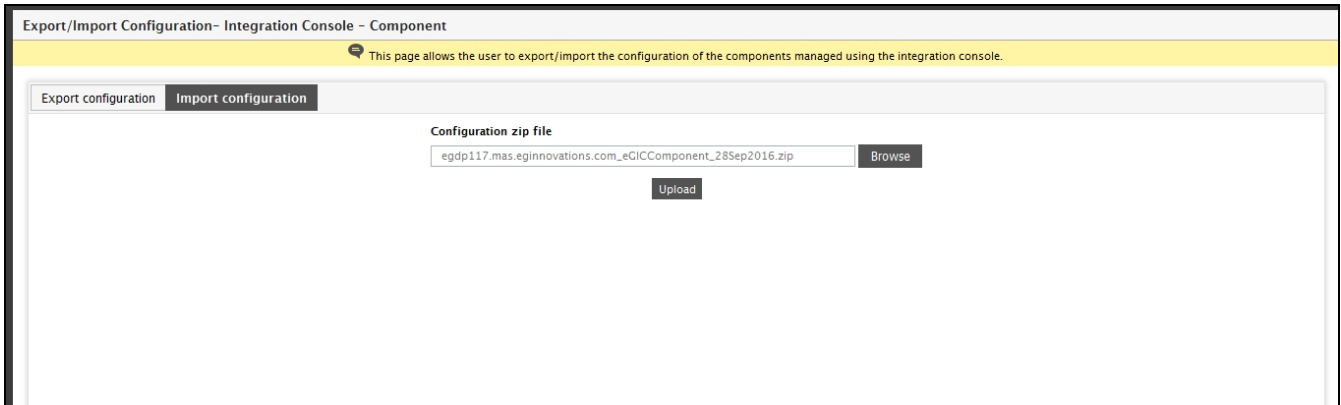 Export/Import Configuration- Integration Console - Component
This page allows the user to export/import the configuration of the components managed using the integration console.
Export configuration Import configuration
Configuration zip file
egdp117.mas.eginnovations.com_eGICComponent_28Sep2016.zip Browse
Upload